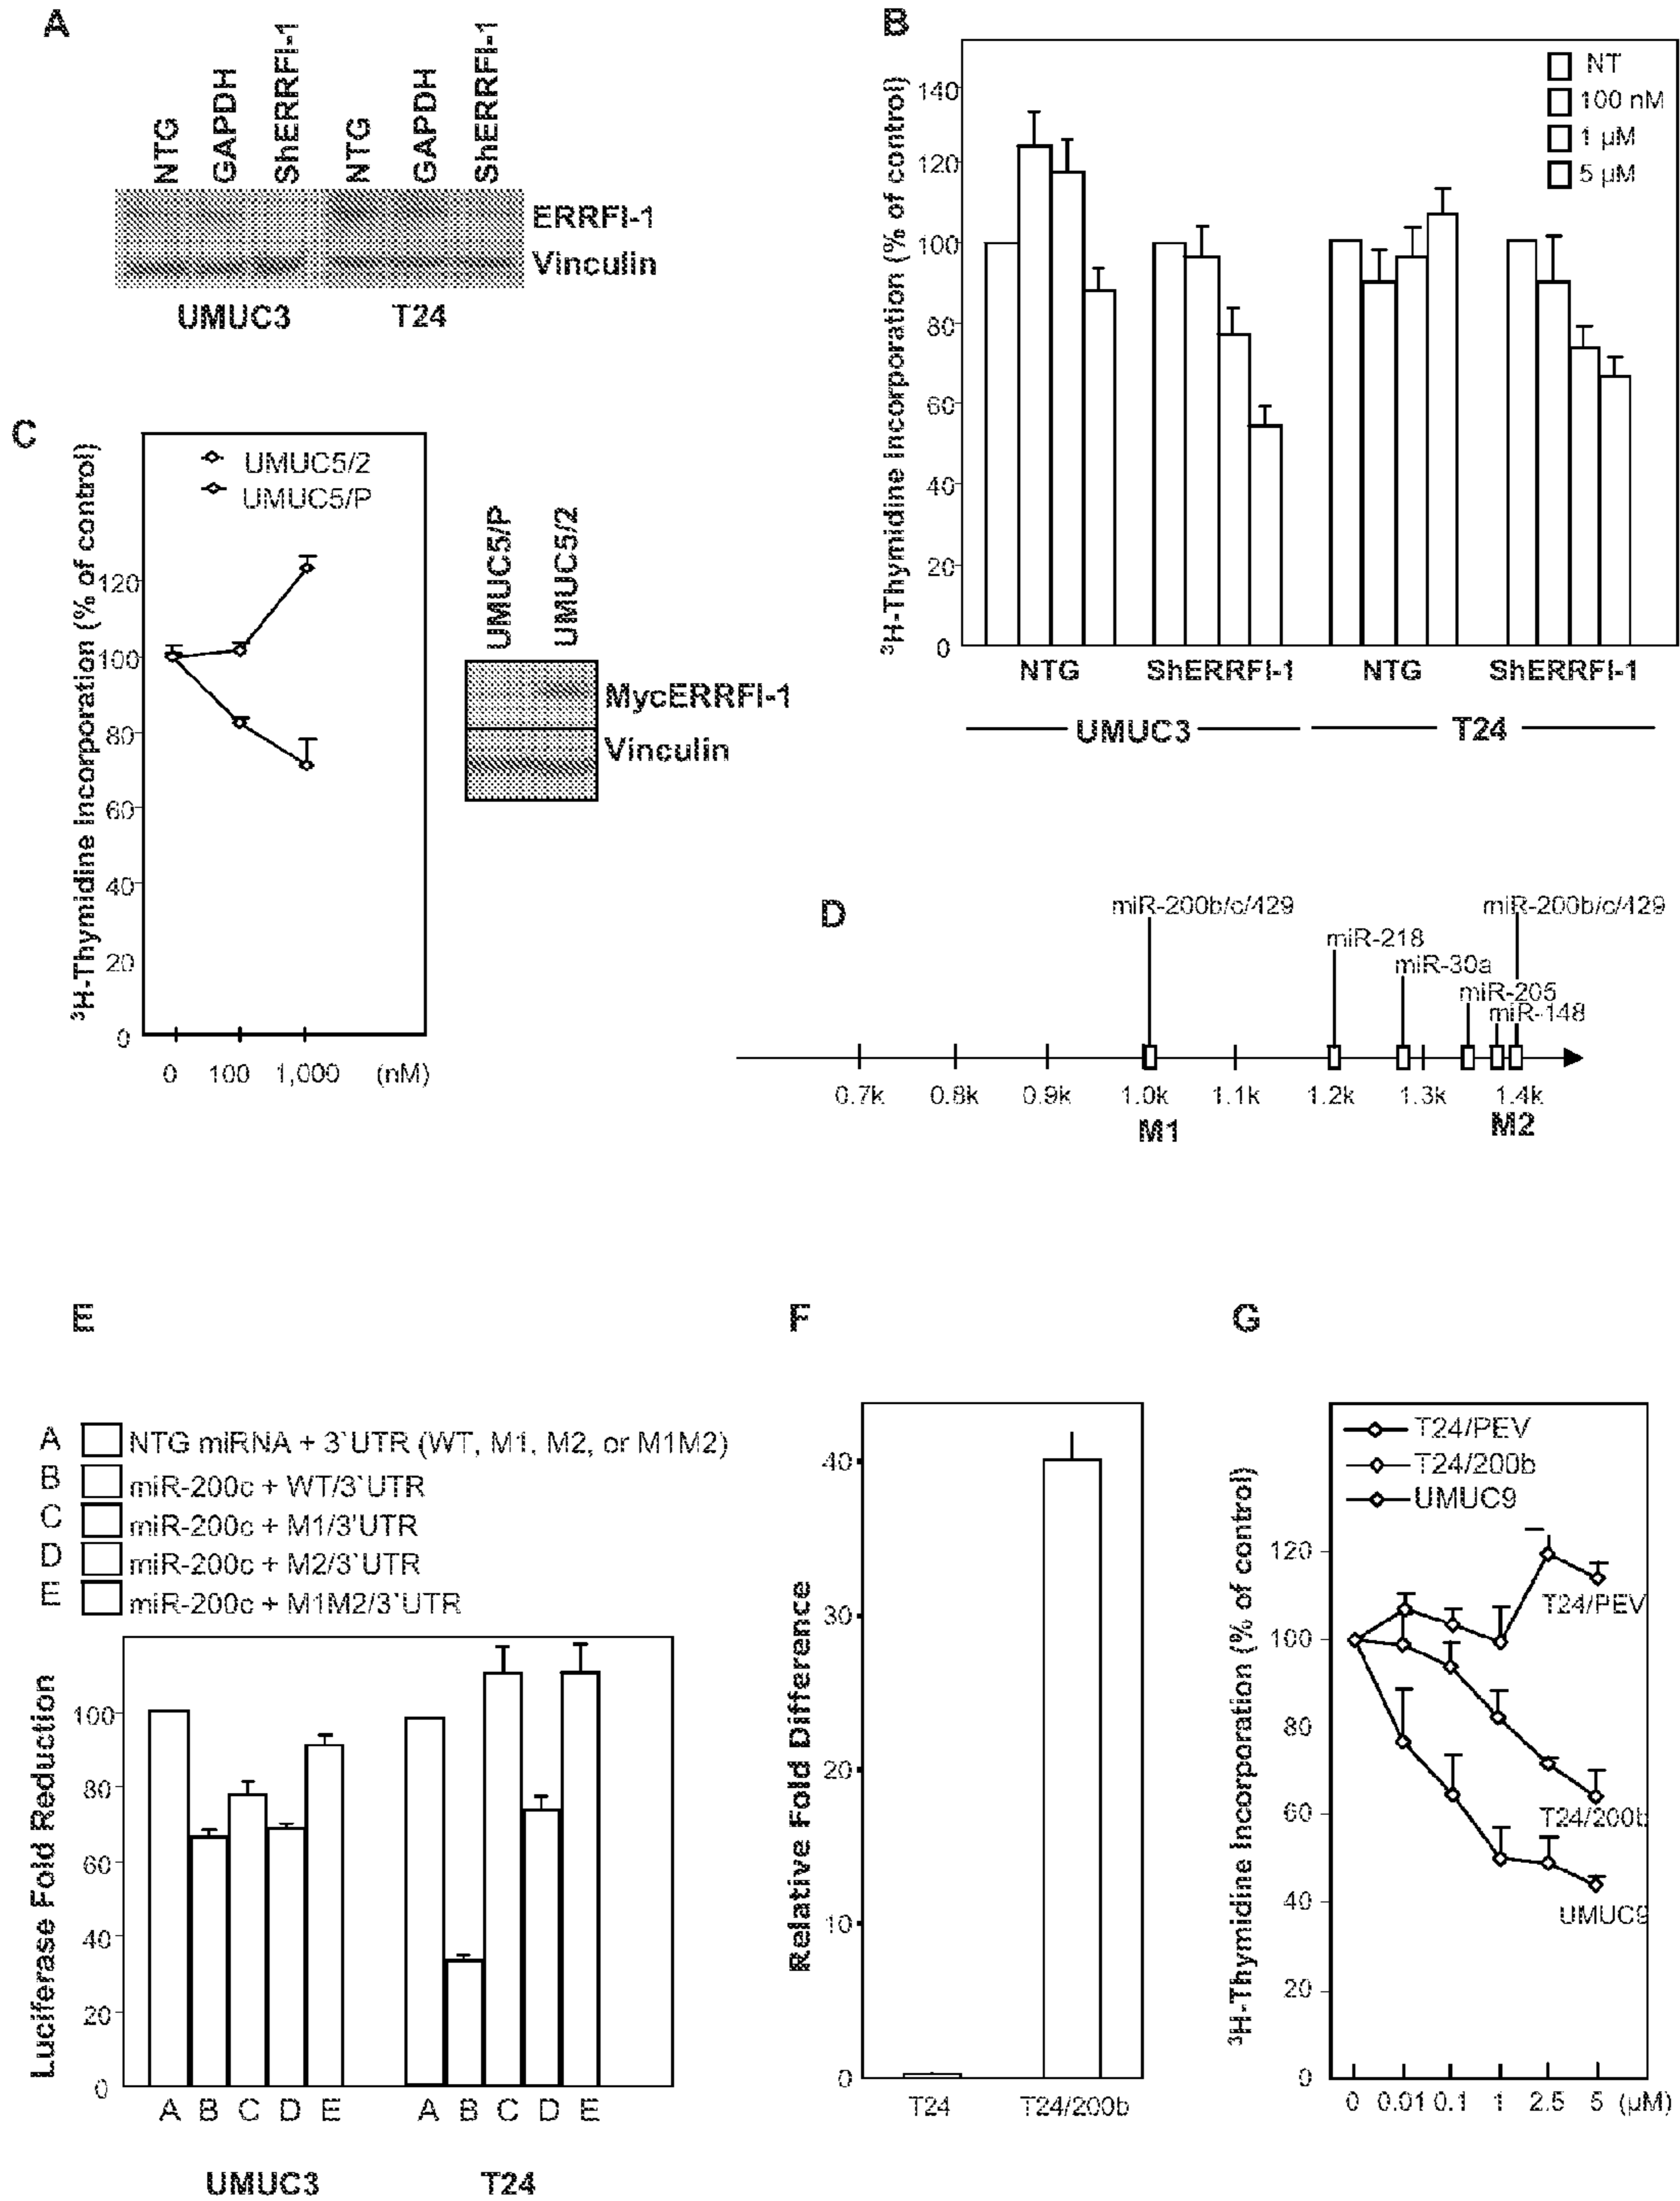 A
NTG
GAPDH
ShERRFI-1
NTG
GAPDH
ShERRFI-1
ERRFI-1
Vinculin
UMUC3
T24
B
³H-Thymidine Incorporation (% of control)
140
120
100
80
60
40
20
0
NT
100 nM
1 µM
5 µM
NTG
ShERRFI-1
NTG
ShERRFI-1
UMUC3
T24
C
³H-Thymidine Incorporation (% of control)
UMUC5/2
UMUC5/P
120
100
80
60
40
20
0
0 100 1,000 (nM)
UMUC5/P
UMUC5/2
MycERRFI-1
Vinculin
D
miR-200b/c/429
miR-218
miR-30a
miR-205
miR-148
miR-200b/c/429
0.7k 0.8k 0.9k 1.0k 1.1k 1.2k 1.3k 1.4k
M1 M2
E
A NTG miRNA + 3`UTR (WT, M1, M2, or M1M2)
B miR-200c + WT/3`UTR
C miR-200c + M1/3'UTR
D miR-200c + M2/3`UTR
E miR-200c + M1M2/3`UTR
Luciferase Fold Reduction
100
80
60
40
20
0
A B C D E A B C D E
UMUC3 T24
F
Relative Fold Difference
40
30
20
10
0
T24 T24/200b
G
³H-Thymidine Incorporation (% of control)
T24/PEV
T24/200b
UMUC9
120
100
80
60
40
20
0
T24/PEV
T24/200b
UMUC9
0 0.01 0.1 1 2.5 5 (µM)